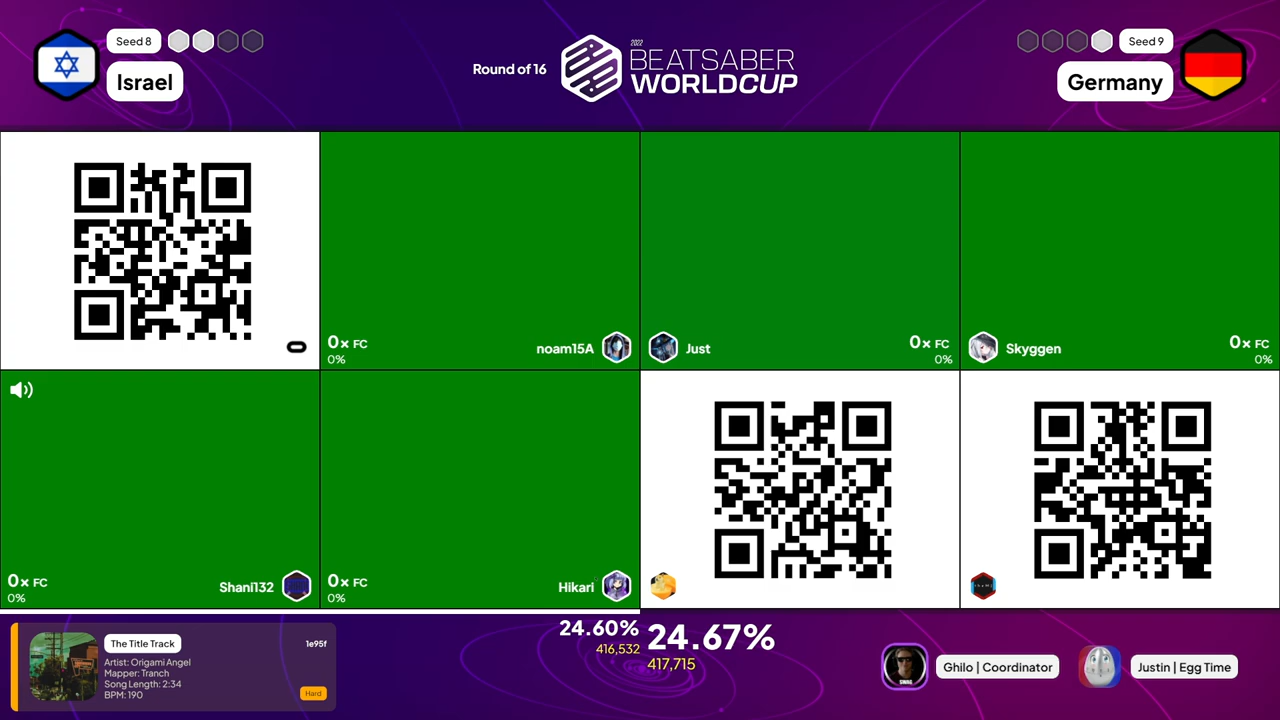 Seed 8
Israel
Round of 16
2022
BEATSABER
WORLDCUP
Seed 9
Germany
0x FC
0%
noam15A
Just
0x FC
0%
Skyggen
0x FC
0%
0x FC
0%
Shani132
0x FC
0%
Hikari
The Title Track
1e95f
Artist: Origami Angel
Mapper: Tranch
Song Length: 2:34
BPM: 190
Hard
24.60%
416,532
24.67%
417,715
Ghilo | Coordinator
Justin | Egg Time